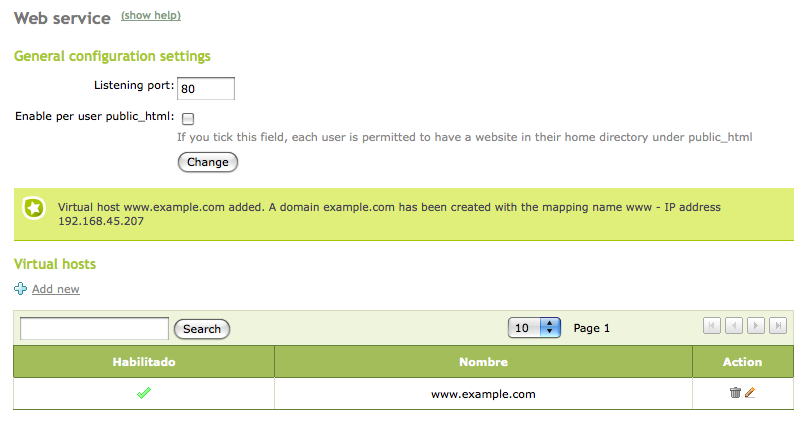 Web service (show help)
General configuration settings
Listening port: 80
Enable per user public_html:
If you tick this field, each user is permitted to have a website in their home directory under public_html
Change
Virtual host www.example.com added. A domain example.com has been created with the mapping name www - IP address
192.168.45.207
Virtual hosts
Add new
Search 10 Page 1
Habilitado Nombre Action
www.example.com